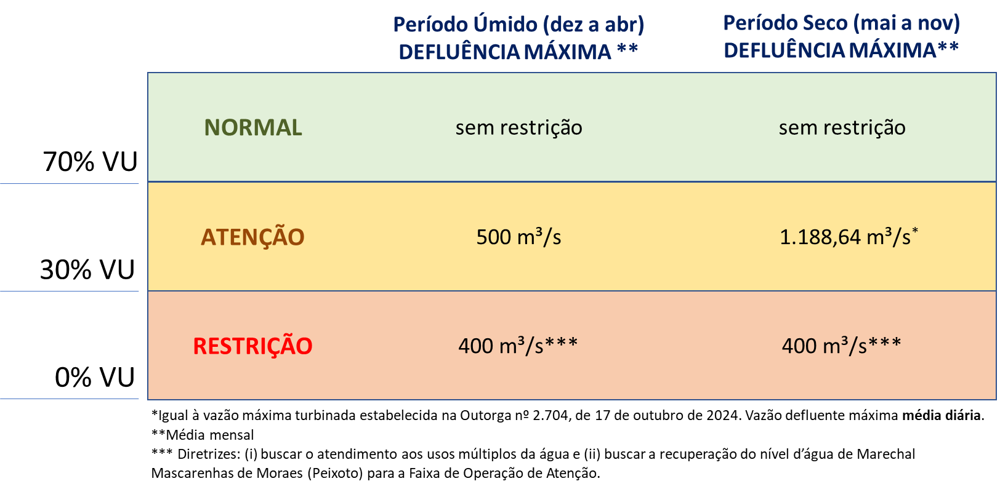 Período Úmido (dez a abr)
DEFLUÊNCIA MÁXIMA **
Período Seco (mai a nov)
DEFLUÊNCIA MÁXIMA**
NORMAL
sem restrição
sem restrição
70% VU
ATENÇÃO
500 m³/s
1.188,64 m³/s*
30% VU
RESTRIÇÃO
400 m³/s***
400 m³/s***
0% VU
*Igual à vazão máxima turbinada estabelecida na Outorga nº 2.704, de 17 de outubro de 2024. Vazão defluente máxima média diária.
**Média mensal
*** Diretrizes: (i) buscar o atendimento aos usos múltiplos da água e (ii) buscar a recuperação do nível d’água de Marechal
Mascarenhas de Moraes (Peixoto) para a Faixa de Operação de Atenção.